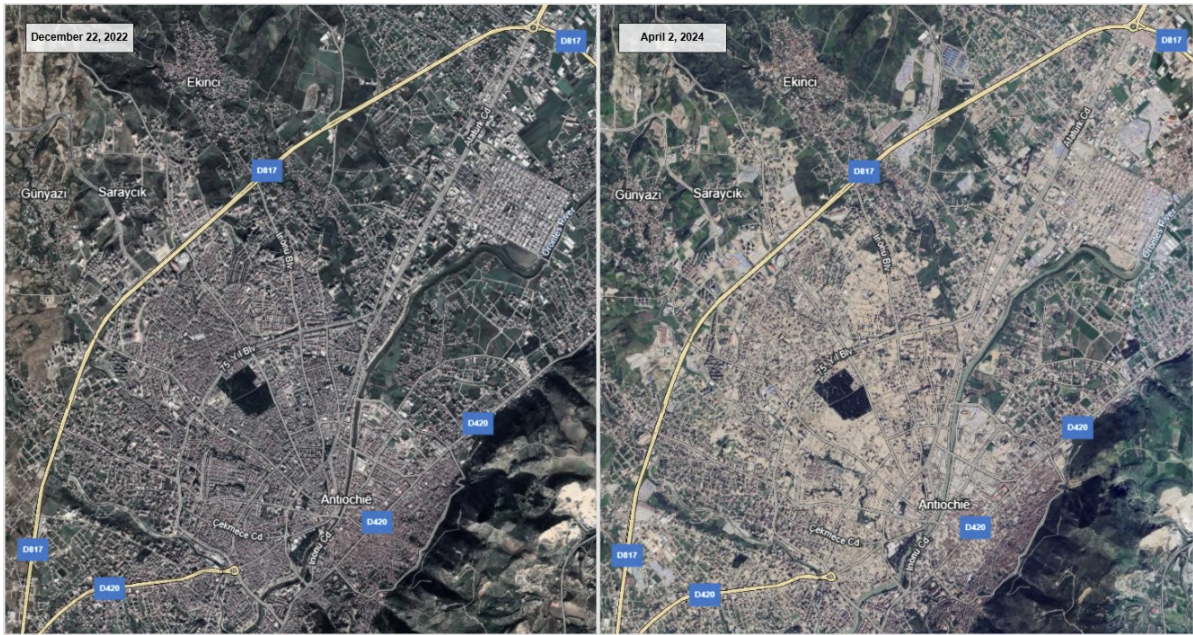 December 22, 2022
D817
Ekinci
Atatürk Cd
D817
Günyazı
Saraycık
Orontes River
İnönü Blv
75. Yıl Blv
D420
Antiochië
D420
Çekmece Cd
İnönü Cd
D817
D420
April 2, 2024
D817
Ekinci
Atatürk Cd
D817
Günyazı
Saraycık
Orontes River
İnönü Blv
75. Yıl Blv
D420
Antiochië
D420
Çekmece Cd
İnönü Cd
D817
D420